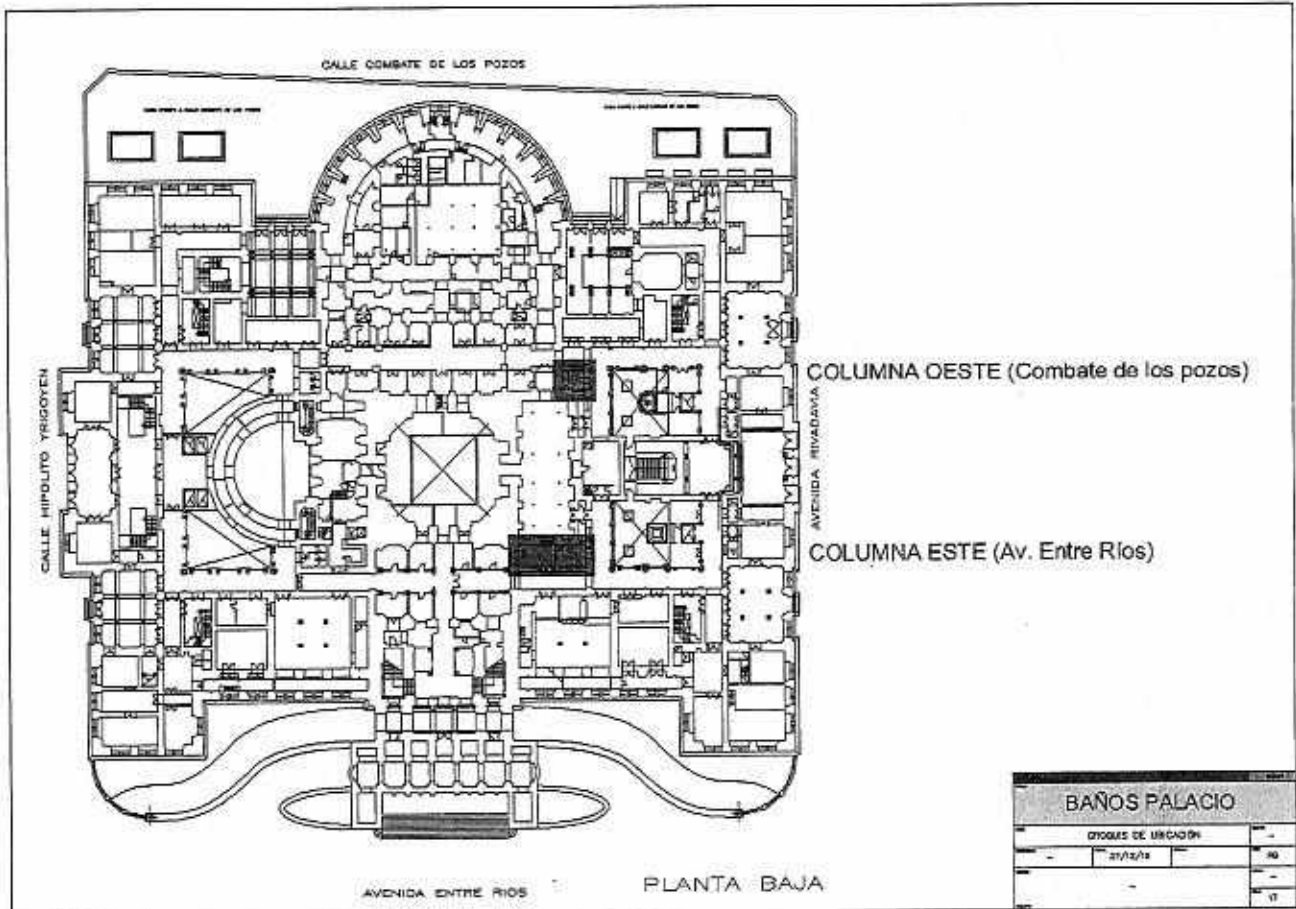 CALLE COMBATE DE LOS POZOS
CALLE HIPOLITO YRIGOYEN
COLUMNA OESTE (Combate de los pozos)
AVENIDA RIVADAVIA
COLUMNA ESTE (Av. Entre Ríos)
AVENIDA ENTRE RIOS
PLANTA BAJA
BAÑOS PALACIO
CROQUIS DE UBICACIÓN